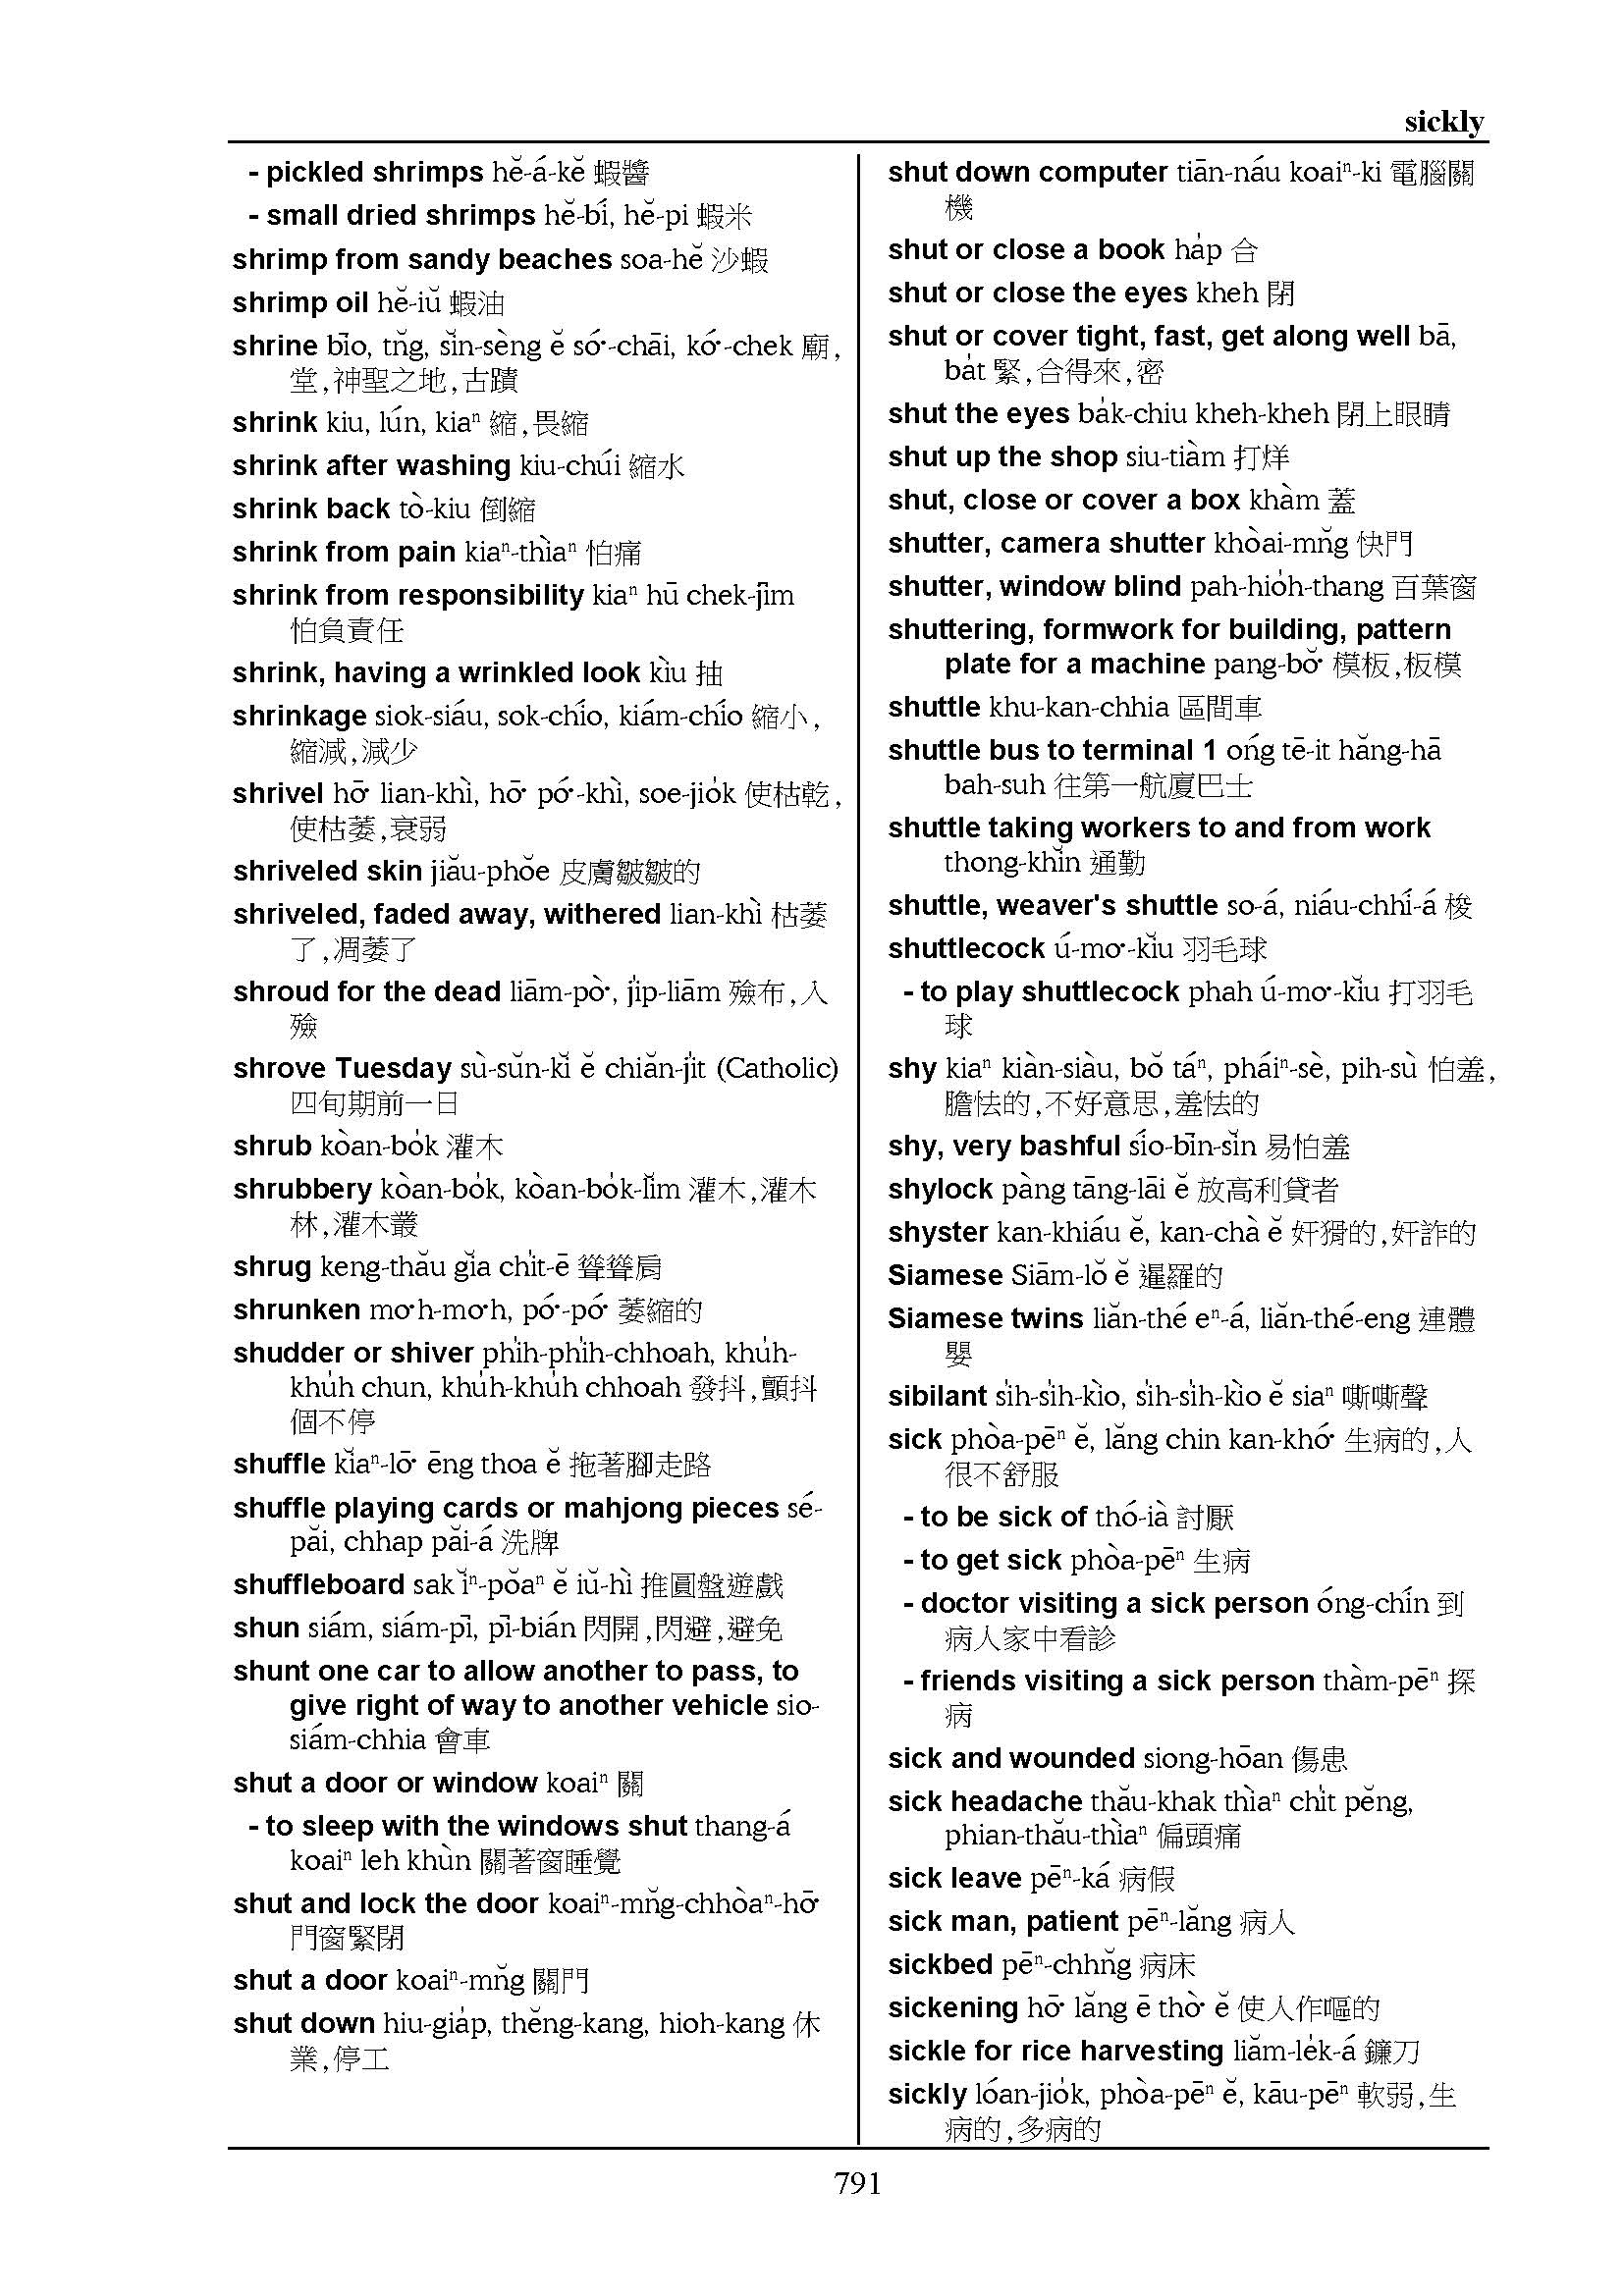 sickly
- pickled shrimps hĕ-á-kĕ 蝦醬
- small dried shrimps hĕ-bí, hĕ-pi 蝦米
shrimp from sandy beaches soa-hĕ 沙蝦
shrimp oil hĕ-iŭ 蝦油
shrine bīo, tn̆g, sĭn-sèng ĕ só͘-chāi, kó͘-chek 廟,
堂,神聖之地,古蹟
shrink kiu, lún, kiaⁿ 縮,畏縮
shrink after washing kiu-chúi 縮水
shrink back tò-kiu 倒縮
shrink from pain kiaⁿ-thìaⁿ 怕痛
shrink from responsibility kiaⁿ hū chek-jīm
怕負責任
shrink, having a wrinkled look kìu 抽
shrinkage siok-siáu, sok-chío, kiám-chío 縮小,
縮減,減少
shrivel hō͘ lian-khì, hō͘ pó͘-khì, soe-jio̍k 使枯乾,
使枯萎,衰弱
shriveled skin jiău-phŏe 皮膚皺皺的
shriveled, faded away, withered lian-khì 枯萎
了,凋萎了
shroud for the dead liām-pò͘, ji̍p-liām 殮布,入
殮
shrove Tuesday sù-sŭn-kĭ ĕ chiăn-ji̍t (Catholic)
四旬期前一日
shrub kòan-bo̍k 灌木
shrubbery kòan-bo̍k, kòan-bo̍k-lĭm 灌木,灌木
林,灌木叢
shrug keng-thău gĭa chi̍t-ē 聳聳肩
shrunken mo͘h-mo͘h, pó͘-pó͘ 萎縮的
shudder or shiver phi̍h-phi̍h-chhoah, khu̍h-
khu̍h chun, khu̍h-khu̍h chhoah 發抖,顫抖
個不停
shuffle kĭaⁿ-lō͘ ēng thoa ĕ 拖著腳走路
shuffle playing cards or mahjong pieces sé-
păi, chhap păi-á 洗牌
shuffleboard sak ĭⁿ-pŏaⁿ ĕ iŭ-hì 推圓盤遊戲
shun siám, siám-pī, pī-bián 閃開,閃避,避免
shunt one car to allow another to pass, to
give right of way to another vehicle sio-
siám-chhia 會車
shut a door or window koaiⁿ 關
- to sleep with the windows shut thang-á
koaiⁿ leh khùn 關著窗睡覺
shut and lock the door koaiⁿ-mn̆g-chhòaⁿ-hō͘
門窗緊閉
shut a door koaiⁿ-mn̆g 關門
shut down hiu-gia̍p, thĕng-kang, hioh-kang 休
業,停工
shut down computer tiān-náu koaiⁿ-ki 電腦關
機
shut or close a book ha̍p 合
shut or close the eyes kheh 閉
shut or cover tight, fast, get along well bā,
ba̍t 緊,合得來,密
shut the eyes ba̍k-chiu kheh-kheh 閉上眼睛
shut up the shop siu-tiàm 打烊
shut, close or cover a box khàm 蓋
shutter, camera shutter khòai-mn̆g 快門
shutter, window blind pah-hio̍h-thang 百葉窗
shuttering, formwork for building, pattern
plate for a machine pang-bŏ͘ 模板,板模
shuttle khu-kan-chhia 區間車
shuttle bus to terminal 1 óng tē-it hăng-hā
bah-suh 往第一航廈巴士
shuttle taking workers to and from work
thong-khĭn 通勤
shuttle, weaver's shuttle so-á, niáu-chhí-á 梭
shuttlecock ú-mo͘-kĭu 羽毛球
- to play shuttlecock phah ú-mo͘-kĭu 打羽毛
球
shy kiaⁿ kiàn-siàu, bŏ táⁿ, pháiⁿ-sè, pih-sù 怕羞,
膽怯的,不好意思,羞怯的
shy, very bashful sío-bīn-sĭn 易怕羞
shylock pàng tāng-lāi ĕ 放高利貸者
shyster kan-khiáu ĕ, kan-chà ĕ 奸猾的,奸詐的
Siamese Siām-lŏ ĕ 暹羅的
Siamese twins liăn-thé eⁿ-á, liăn-thé-eng 連體
嬰
sibilant si̍h-si̍h-kìo, si̍h-si̍h-kìo ĕ siaⁿ 嘶嘶聲
sick phòa-pēⁿ ĕ, lăng chin kan-khó͘ 生病的,人
很不舒服
- to be sick of thó-ià 討厭
- to get sick phòa-pēⁿ 生病
- doctor visiting a sick person óng-chín 到
病人家中看診
- friends visiting a sick person thàm-pēⁿ 探
病
sick and wounded siong-hōan 傷患
sick headache thău-khak thìaⁿ chi̍t pĕng,
phian-thău-thìaⁿ 偏頭痛
sick leave pēⁿ-ká 病假
sick man, patient pēⁿ-lăng 病人
sickbed pēⁿ-chhn̆g 病床
sickening hō͘ lăng ē thò͘ ĕ 使人作嘔的
sickle for rice harvesting liăm-le̍k-á 鐮刀
sickly lóan-jio̍k, phòa-pēⁿ ĕ, kāu-pēⁿ 軟弱,生
病的,多病的
791